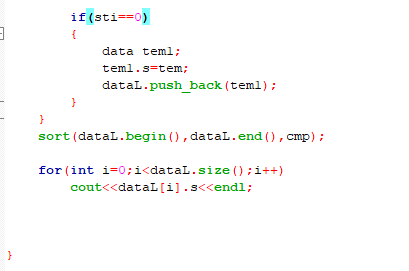 if(sti==0)
{
data tem1;
tem1.s=tem;
dataL.push_back(tem1);
}
}
sort(dataL.begin(),dataL.end(),cmp);
for(int i=0;i<dataL.size();i++)
cout<<dataL[i].s<<endl;
}